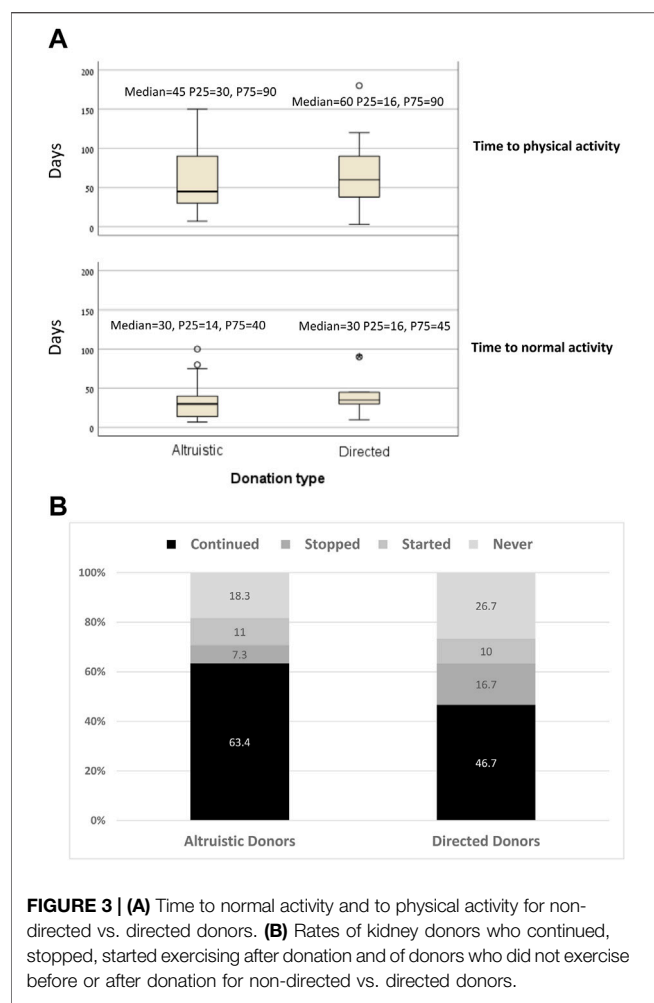 A
200
Median=45 P25=30, P75=90
Median=60 P25=16, P75=90
150
Days
100
Time to physical activity
50
0
200
150
Median=30, P25=14, P75=40
Median=30 P25=16, P75=45
Days
100
Time to normal activity
50
0
Altruistic
Directed
Donation type
B
Continued Stopped Started Never
100%
80%
60%
40%
20%
0%
18.3
11
7.3
63.4
26.7
10
16.7
46.7
Altruistic Donors
Directed Donors
FIGURE 3 | (A) Time to normal activity and to physical activity for non-
directed vs. directed donors. (B) Rates of kidney donors who continued,
stopped, started exercising after donation and of donors who did not exercise
before or after donation for non-directed vs. directed donors.